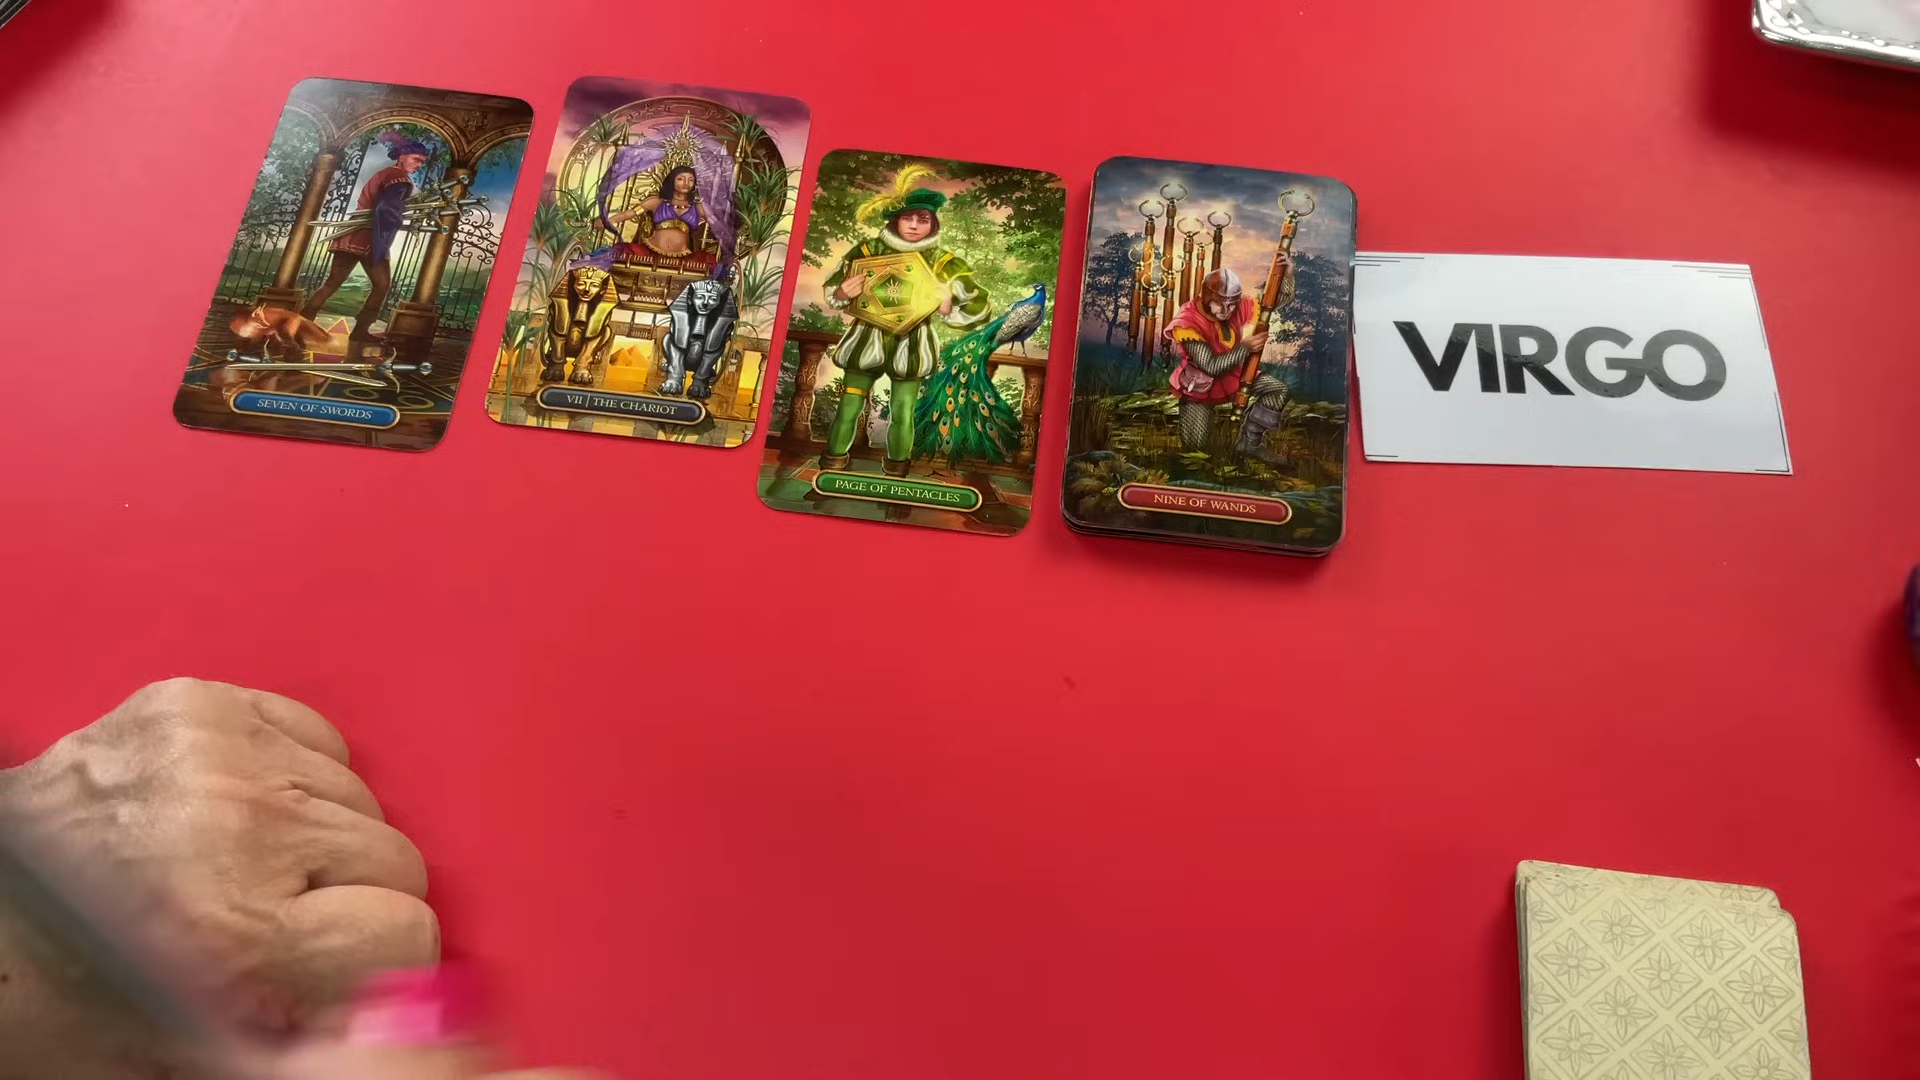 SEVEN OF SWORDS
VII | THE CHARIOT
PAGE OF PENTACLES
NINE OF WANDS
VIRGO